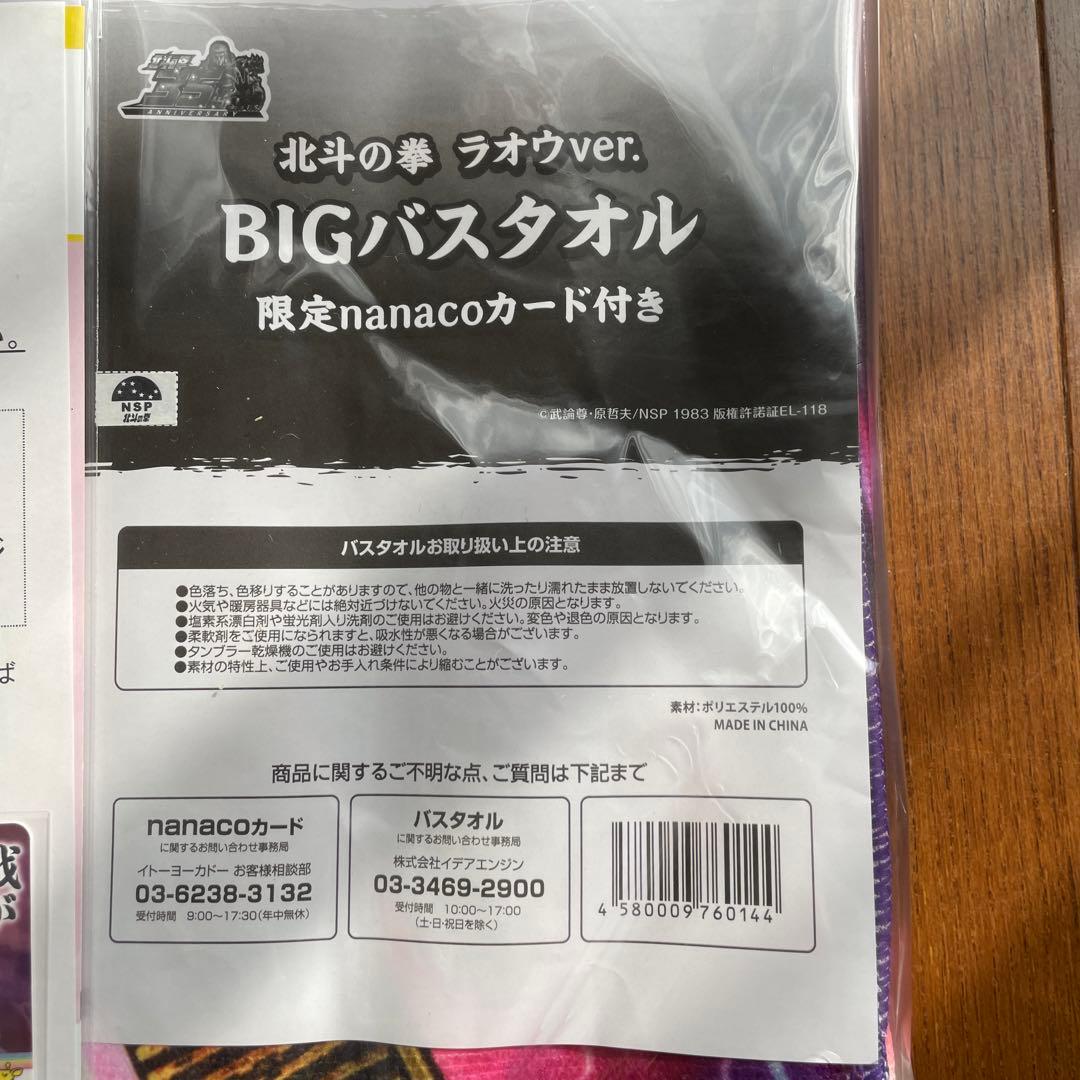 ANNIVERSARY
北斗の拳 ラオウver.
BIGバスタオル
限定nanacoカード付き
NSP
北斗の拳
©武論尊・原哲夫/NSP 1983 版権許諾証EL-118
バスタオルお取り扱い上の注意
●色落ち、色移りすることがありますので、他の物と一緒に洗ったり濡れたまま放置しないでください。
●火気や暖房器具などには絶対近づけないでください。火災の原因となります。
●塩素系漂白剤や蛍光剤入り洗剤のご使用はお避けください。変色や退色の原因となります。
●柔軟剤をご使用になられますと、吸水性が悪くなる場合がございます。
●タンブラー乾燥機のご使用はお避けください。
●素材の特性上、ご使用やお手入れ条件により縮むことがございます。
素材:ポリエステル100%
MADE IN CHINA
商品に関するご不明な点、ご質問は下記まで
nanacoカード
に関するお問い合わせ事務局
イトーヨーカドー お客様相談部
03-6238-3132
受付時間 9:00〜17:30(年中無休)
バスタオル
に関するお問い合わせ事務局
株式会社イデアエンジン
03-3469-2900
受付時間 10:00〜17:00
(土・日・祝日を除く)
4 580009 760144
い。
ば
が